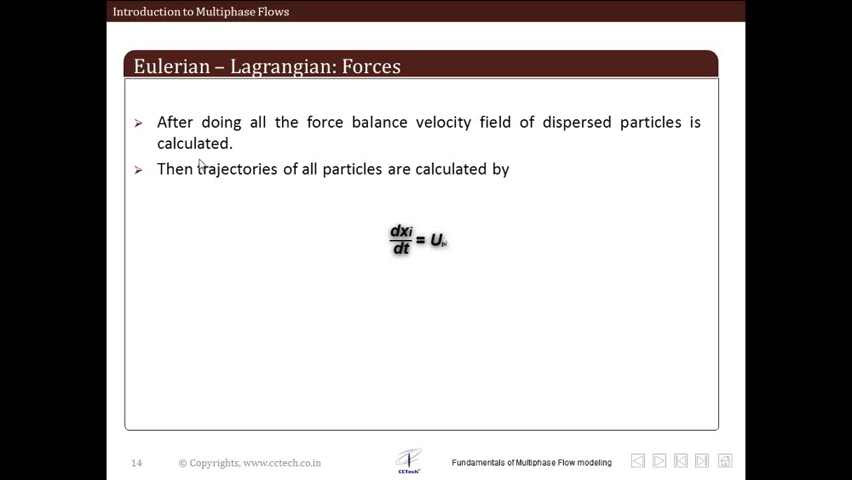 Introduction to Multiphase Flows
Eulerian – Lagrangian: Forces
After doing all the force balance velocity field of dispersed particles is
calculated.
Then trajectories of all particles are calculated by
dxi/dt = Upi
14
© Copyrights, www.cctech.co.in
CCTech
Fundamentals of Multiphase Flow modeling